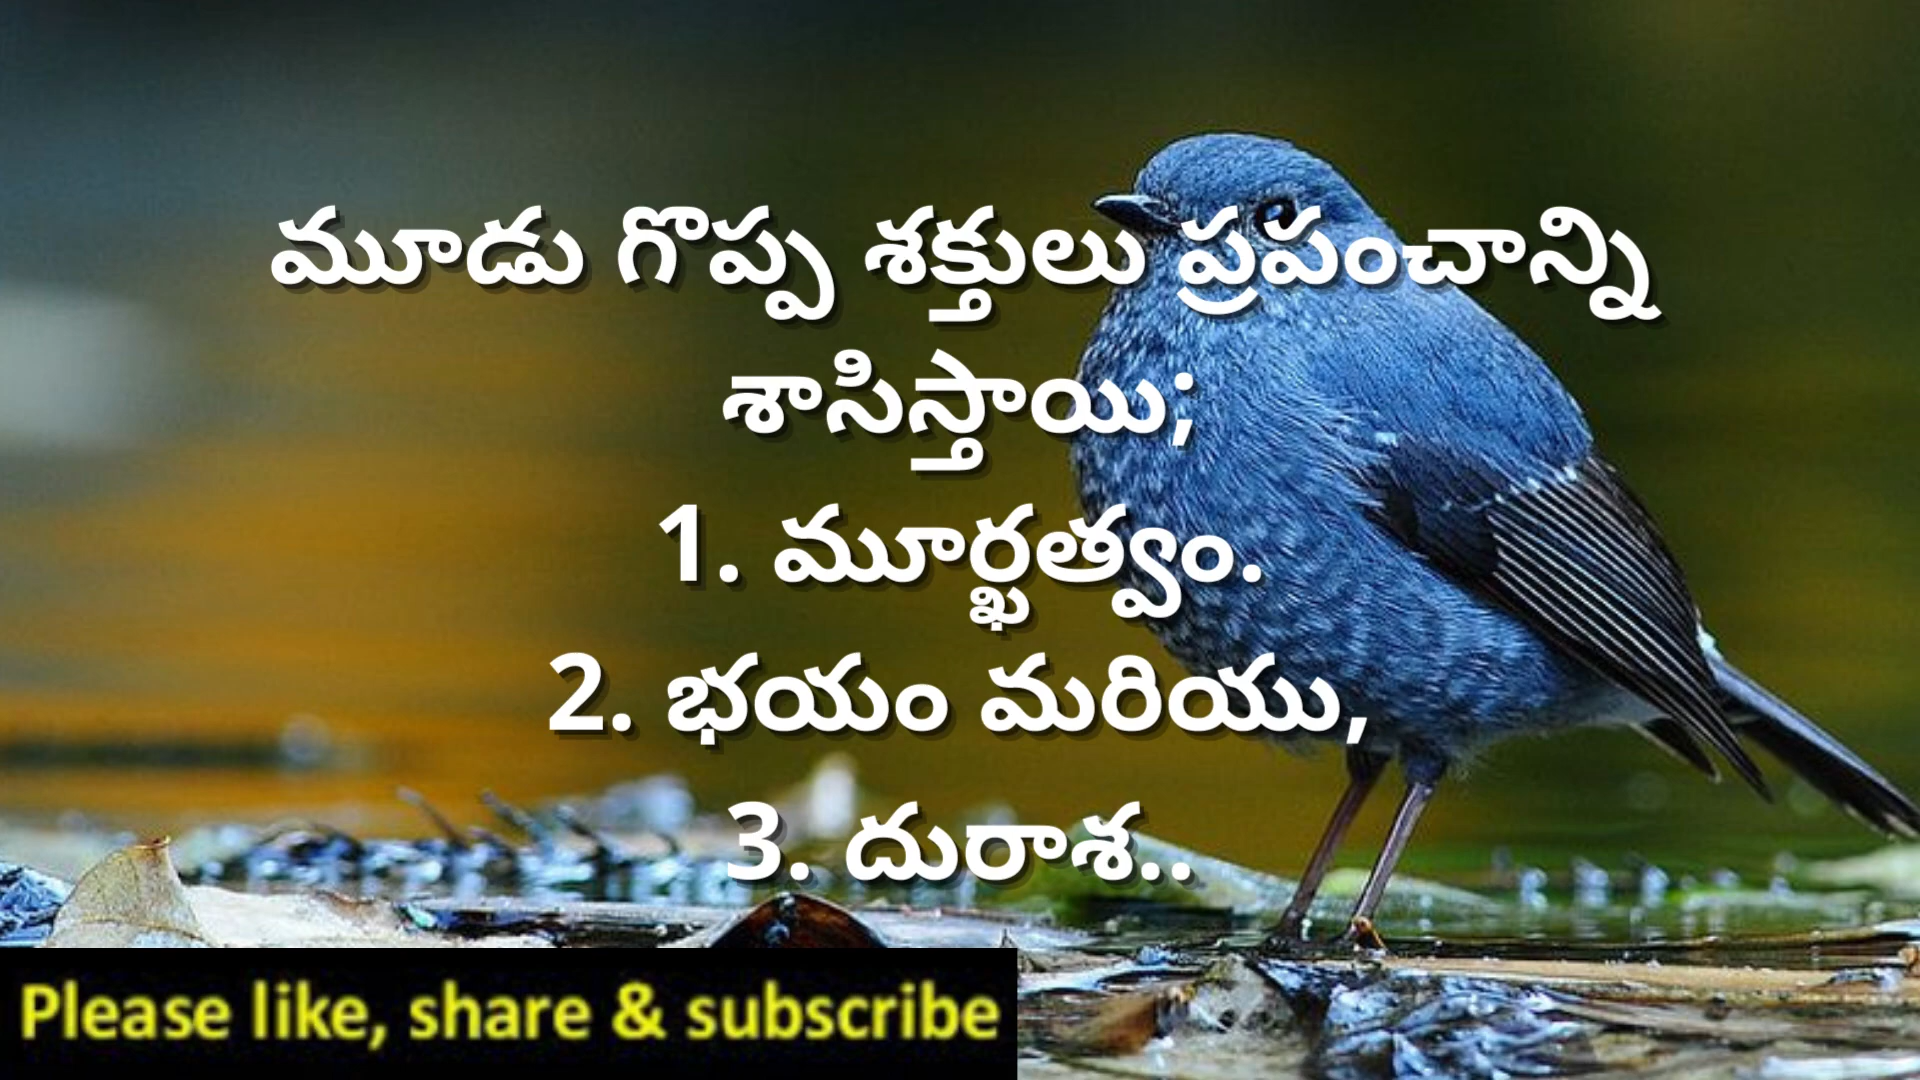 మూడు గొప్ప శక్తులు ప్రపంచాన్ని
శాసిస్తాయి;
1. మూర్ఖత్వం.
2. భయం మరియు,
3. దురాశ..
Please like, share & subscribe